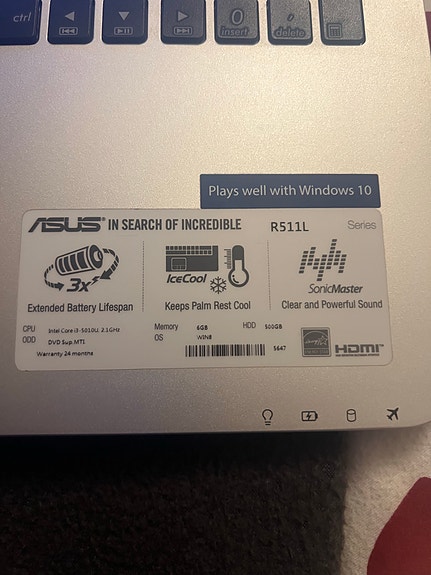 ctrl
0
insert
delete
Plays well with Windows 10
ASUS® IN SEARCH OF INCREDIBLE R511L Series
3x
IceCool
SonicMaster
Extended Battery Lifespan Keeps Palm Rest Cool Clear and Powerful Sound
CPU Intel Core i3-5010U, 2.1GHz Memory 6GB HDD 500GB
ODD DVD Sup.MTI. OS WIN8
Warranty 24 months 5647
HDMI